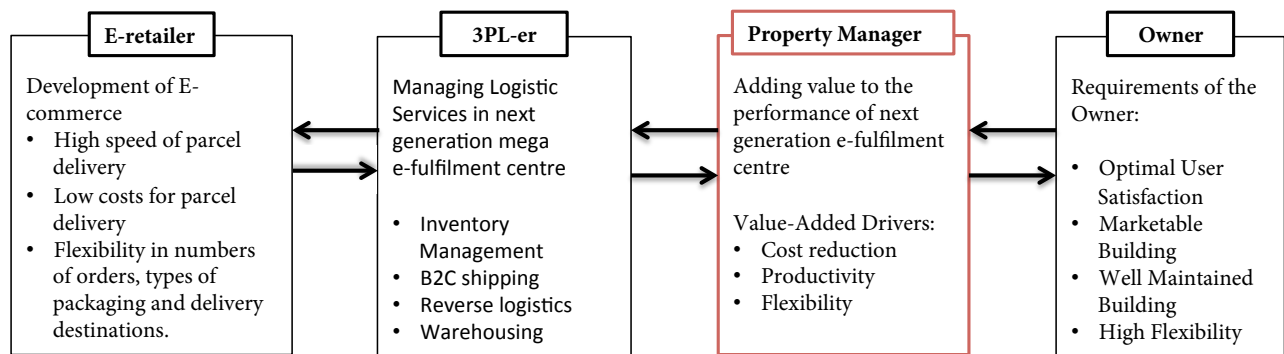 E-retailer
Development of E-
commerce
• High speed of parcel
delivery
• Low costs for parcel
delivery
• Flexibility in numbers
of orders, types of
packaging and delivery
destinations.
3PL-er
Managing Logistic
Services in next
generation mega
e-fulfilment centre
• Inventory
Management
• B2C shipping
• Reverse logistics
• Warehousing
Property Manager
Adding value to the
performance of next
generation e-fulfilment
centre
Value-Added Drivers:
• Cost reduction
• Productivity
• Flexibility
Owner
Requirements of the
Owner:
• Optimal User
Satisfaction
• Marketable
Building
• Well Maintained
Building
• High Flexibility